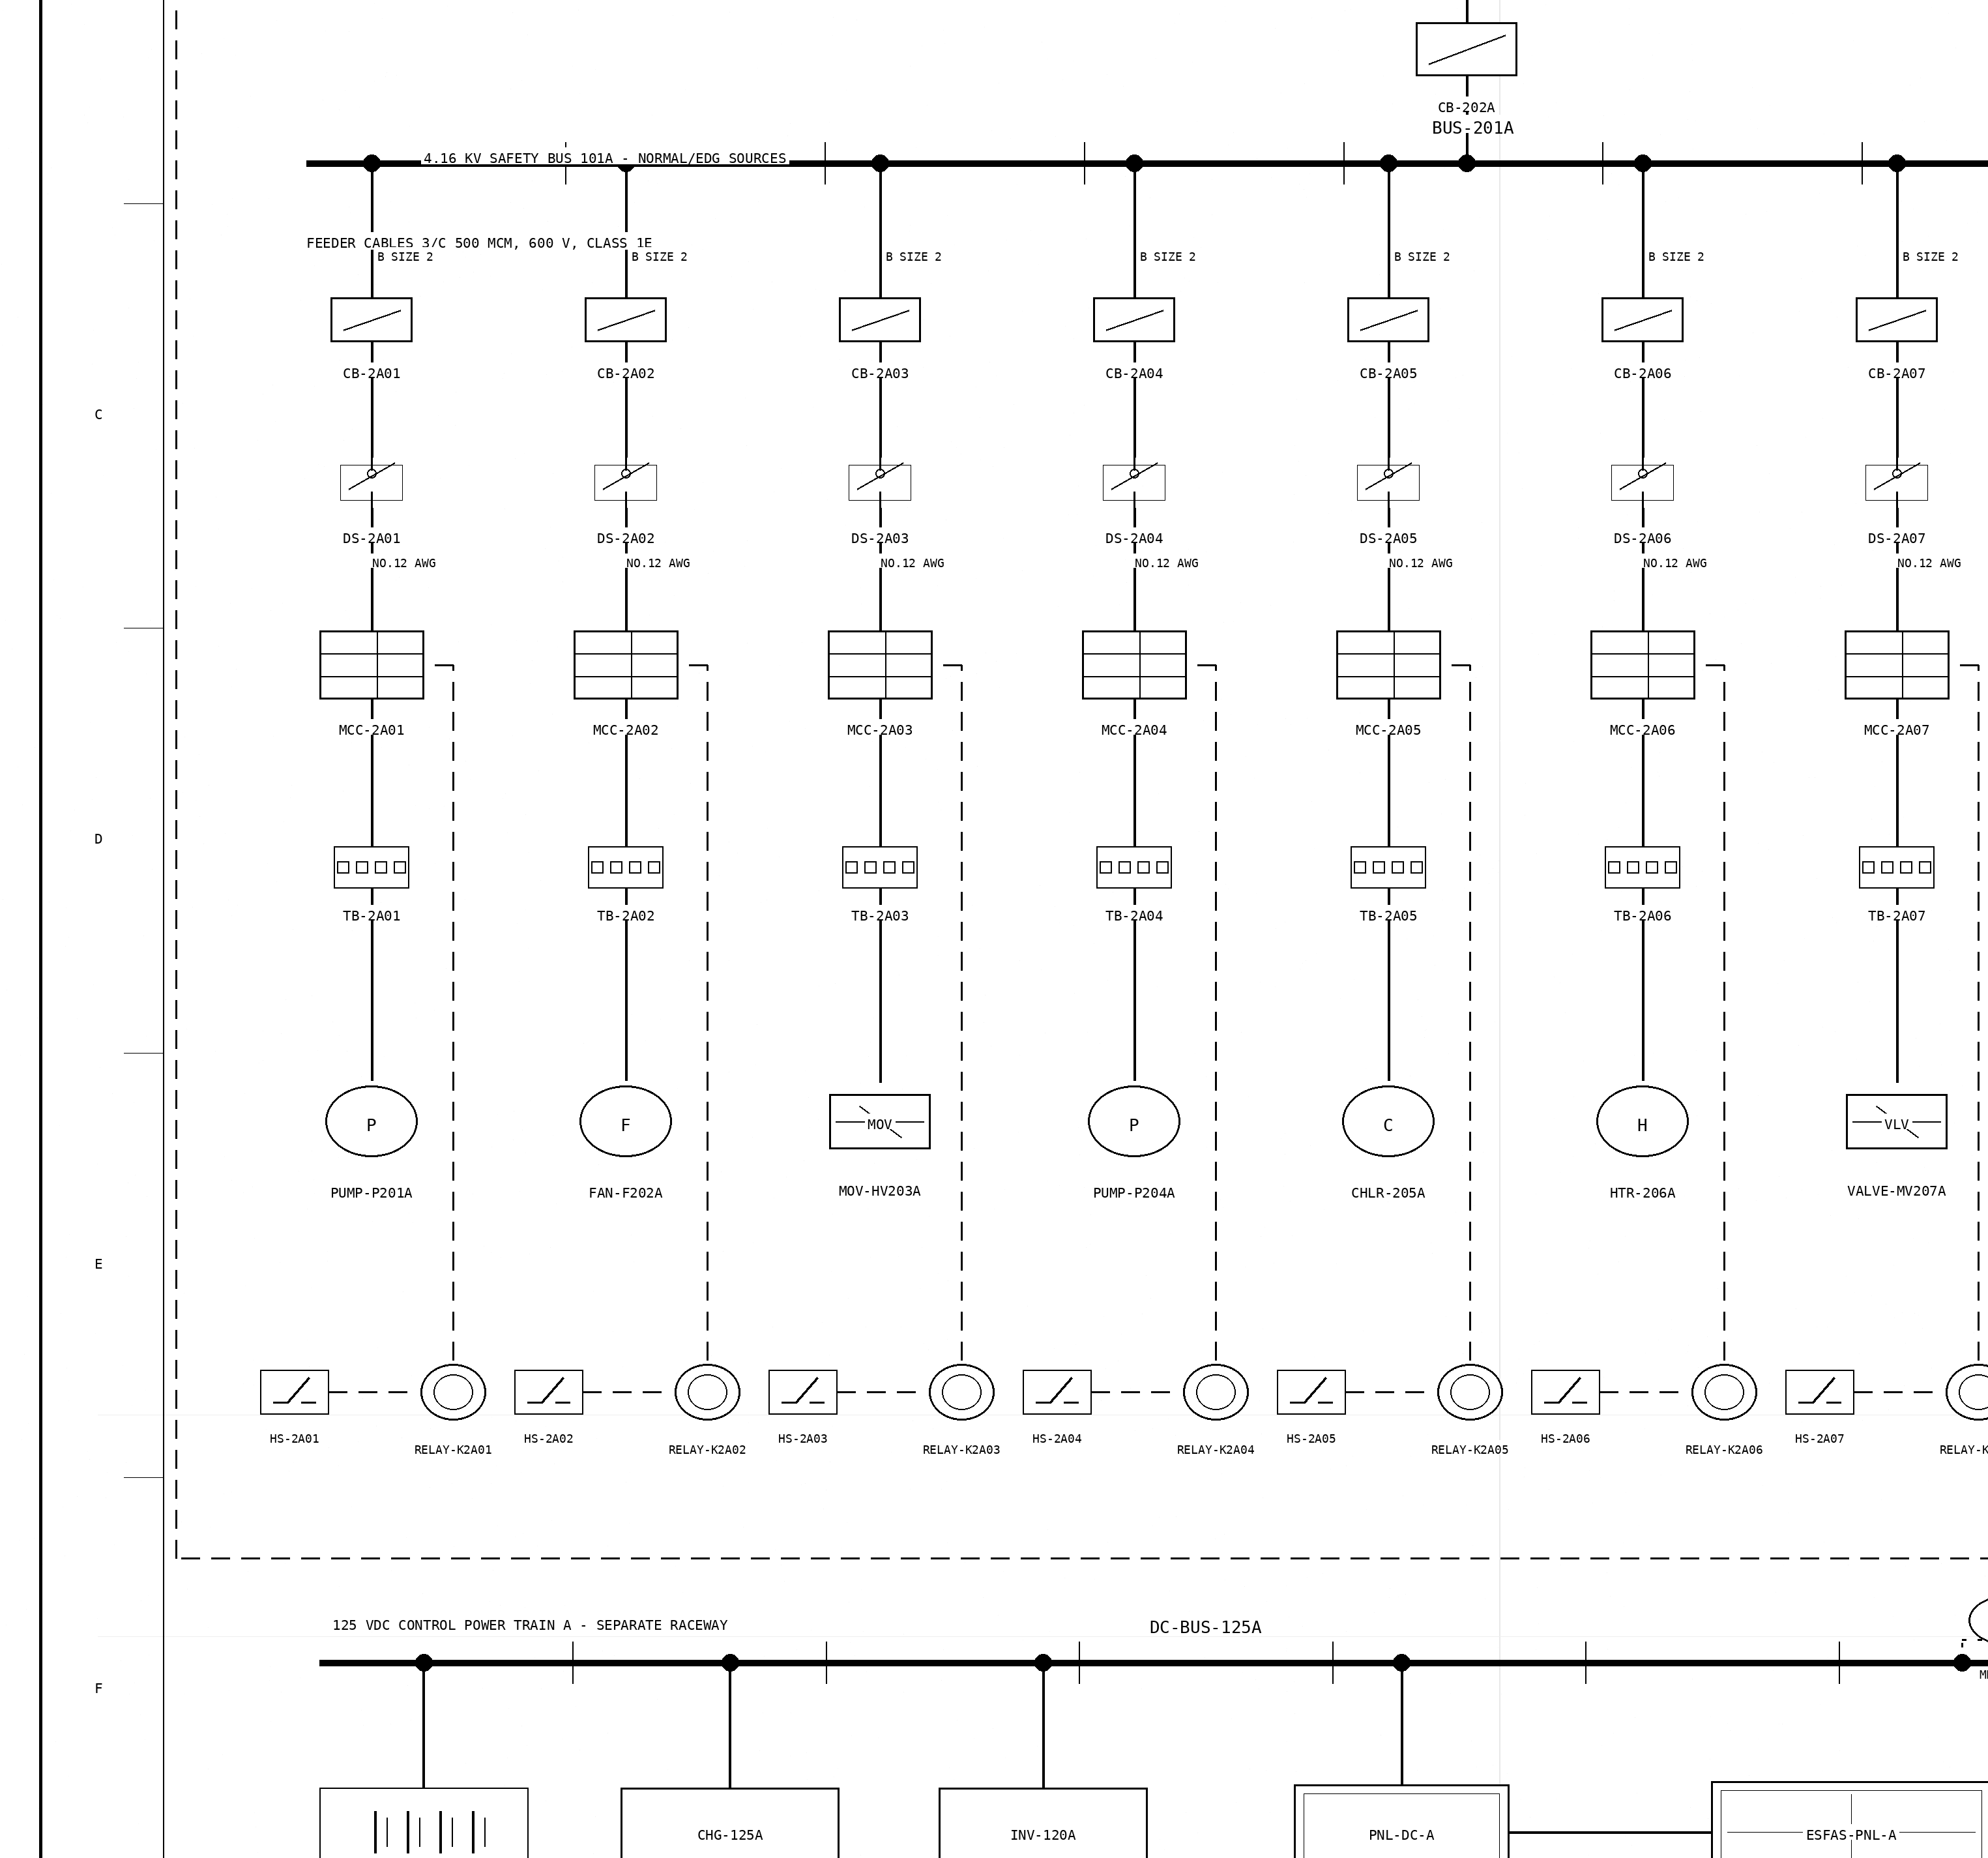 CB-202A
BUS-201A
4.16 KV SAFETY BUS 101A - NORMAL/EDG SOURCES
FEEDER CABLES 3/C 500 MCM, 600 V, CLASS 1E
B SIZE 2 B SIZE 2 B SIZE 2 B SIZE 2 B SIZE 2 B SIZE 2 B SIZE 2
CB-2A01 CB-2A02 CB-2A03 CB-2A04 CB-2A05 CB-2A06 CB-2A07
C
DS-2A01 DS-2A02 DS-2A03 DS-2A04 DS-2A05 DS-2A06 DS-2A07
NO.12 AWG NO.12 AWG NO.12 AWG NO.12 AWG NO.12 AWG NO.12 AWG NO.12 AWG
MCC-2A01 MCC-2A02 MCC-2A03 MCC-2A04 MCC-2A05 MCC-2A06 MCC-2A07
D
TB-2A01 TB-2A02 TB-2A03 TB-2A04 TB-2A05 TB-2A06 TB-2A07
P F MOV P C H VLV
PUMP-P201A FAN-F202A MOV-HV203A PUMP-P204A CHLR-205A HTR-206A VALVE-MV207A
E
HS-2A01 RELAY-K2A01 HS-2A02 RELAY-K2A02 HS-2A03 RELAY-K2A03 HS-2A04 RELAY-K2A04 HS-2A05 RELAY-K2A05 HS-2A06 RELAY-K2A06 HS-2A07
125 VDC CONTROL POWER TRAIN A - SEPARATE RACEWAY
DC-BUS-125A
F
CHG-125A INV-120A PNL-DC-A ESFAS-PNL-A